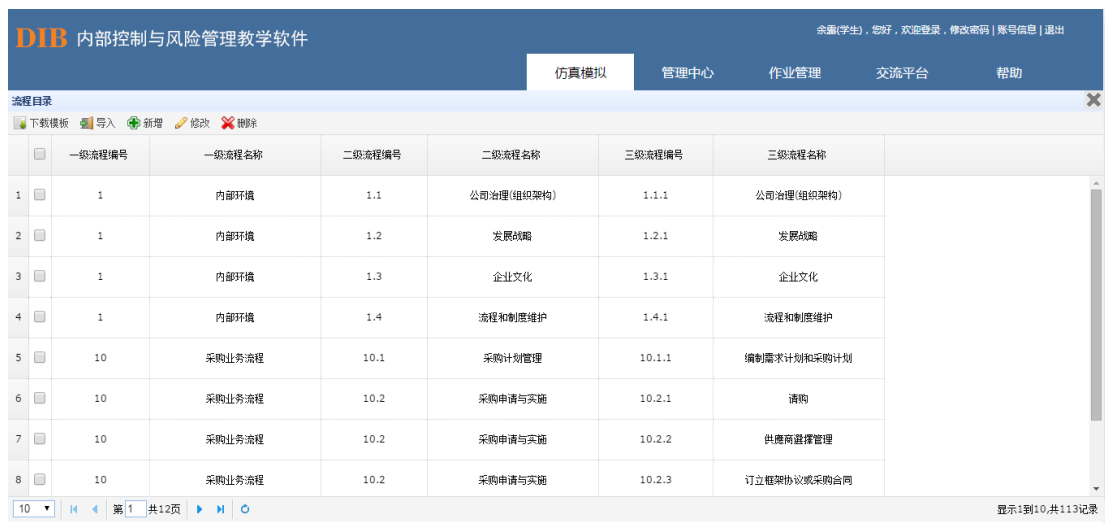 DIB 内部控制与风险管理教学软件
余露(学生)，您好，欢迎登录，修改密码 | 账号信息 | 退出
仿真模拟 管理中心 作业管理 交流平台 帮助
流程目录
下载模板 导入 新增 修改 删除
一级流程编号 一级流程名称 二级流程编号 二级流程名称 三级流程编号 三级流程名称
1 1 内部环境 1.1 公司治理(组织架构) 1.1.1 公司治理(组织架构)
2 1 内部环境 1.2 发展战略 1.2.1 发展战略
3 1 内部环境 1.3 企业文化 1.3.1 企业文化
4 1 内部环境 1.4 流程和制度维护 1.4.1 流程和制度维护
5 10 采购业务流程 10.1 采购计划管理 10.1.1 编制需求计划和采购计划
6 10 采购业务流程 10.2 采购申请与实施 10.2.1 请购
7 10 采购业务流程 10.2 采购申请与实施 10.2.2 供應商選擇管理
8 10 采购业务流程 10.2 采购申请与实施 10.2.3 订立框架协议或采购合同
10 第 1 共12页 显示1到10,共113记录